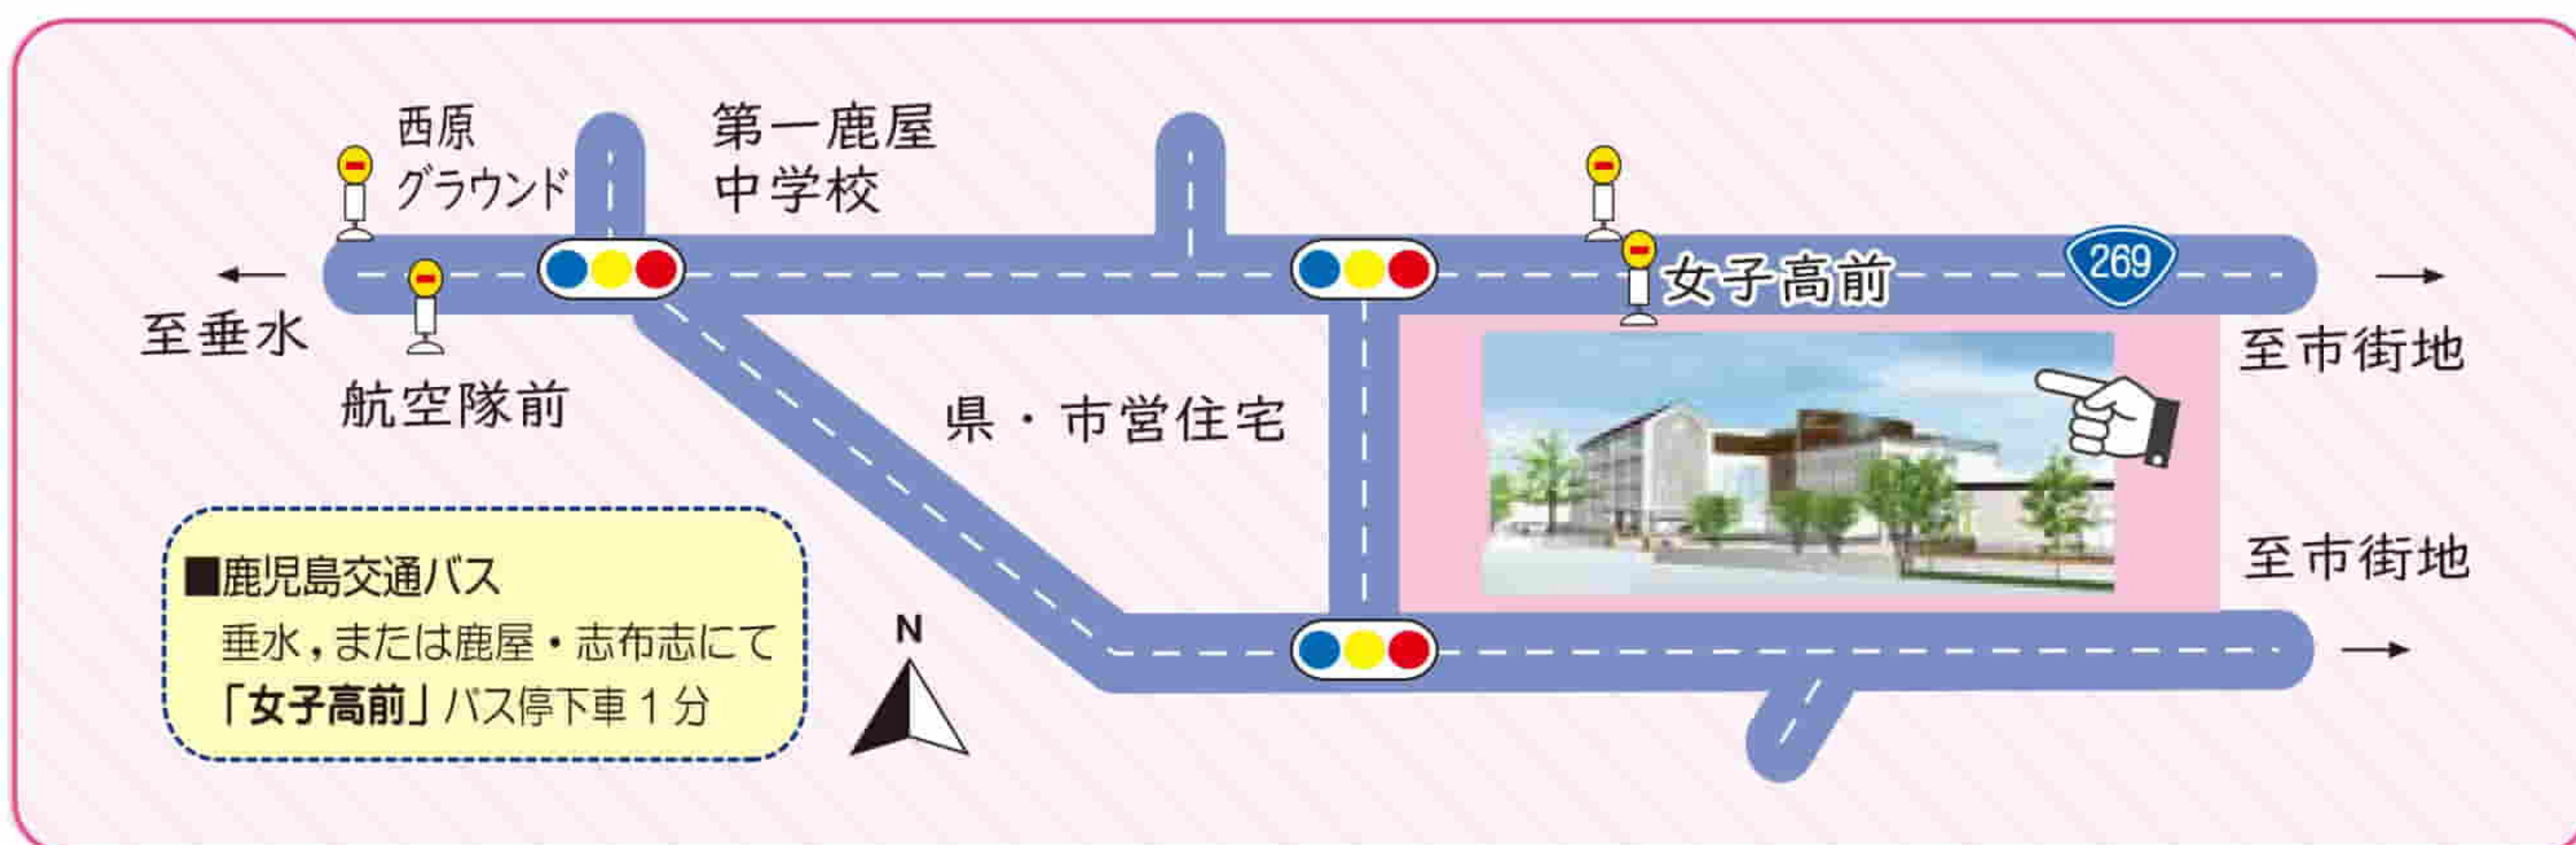 西原
グラウンド
第一鹿屋
中学校
女子高前
269
至垂水
航空隊前
県・市営住宅
至市街地
至市街地
■鹿児島交通バス
垂水，または鹿屋・志布志にて
「女子高前」バス停下車1分
N